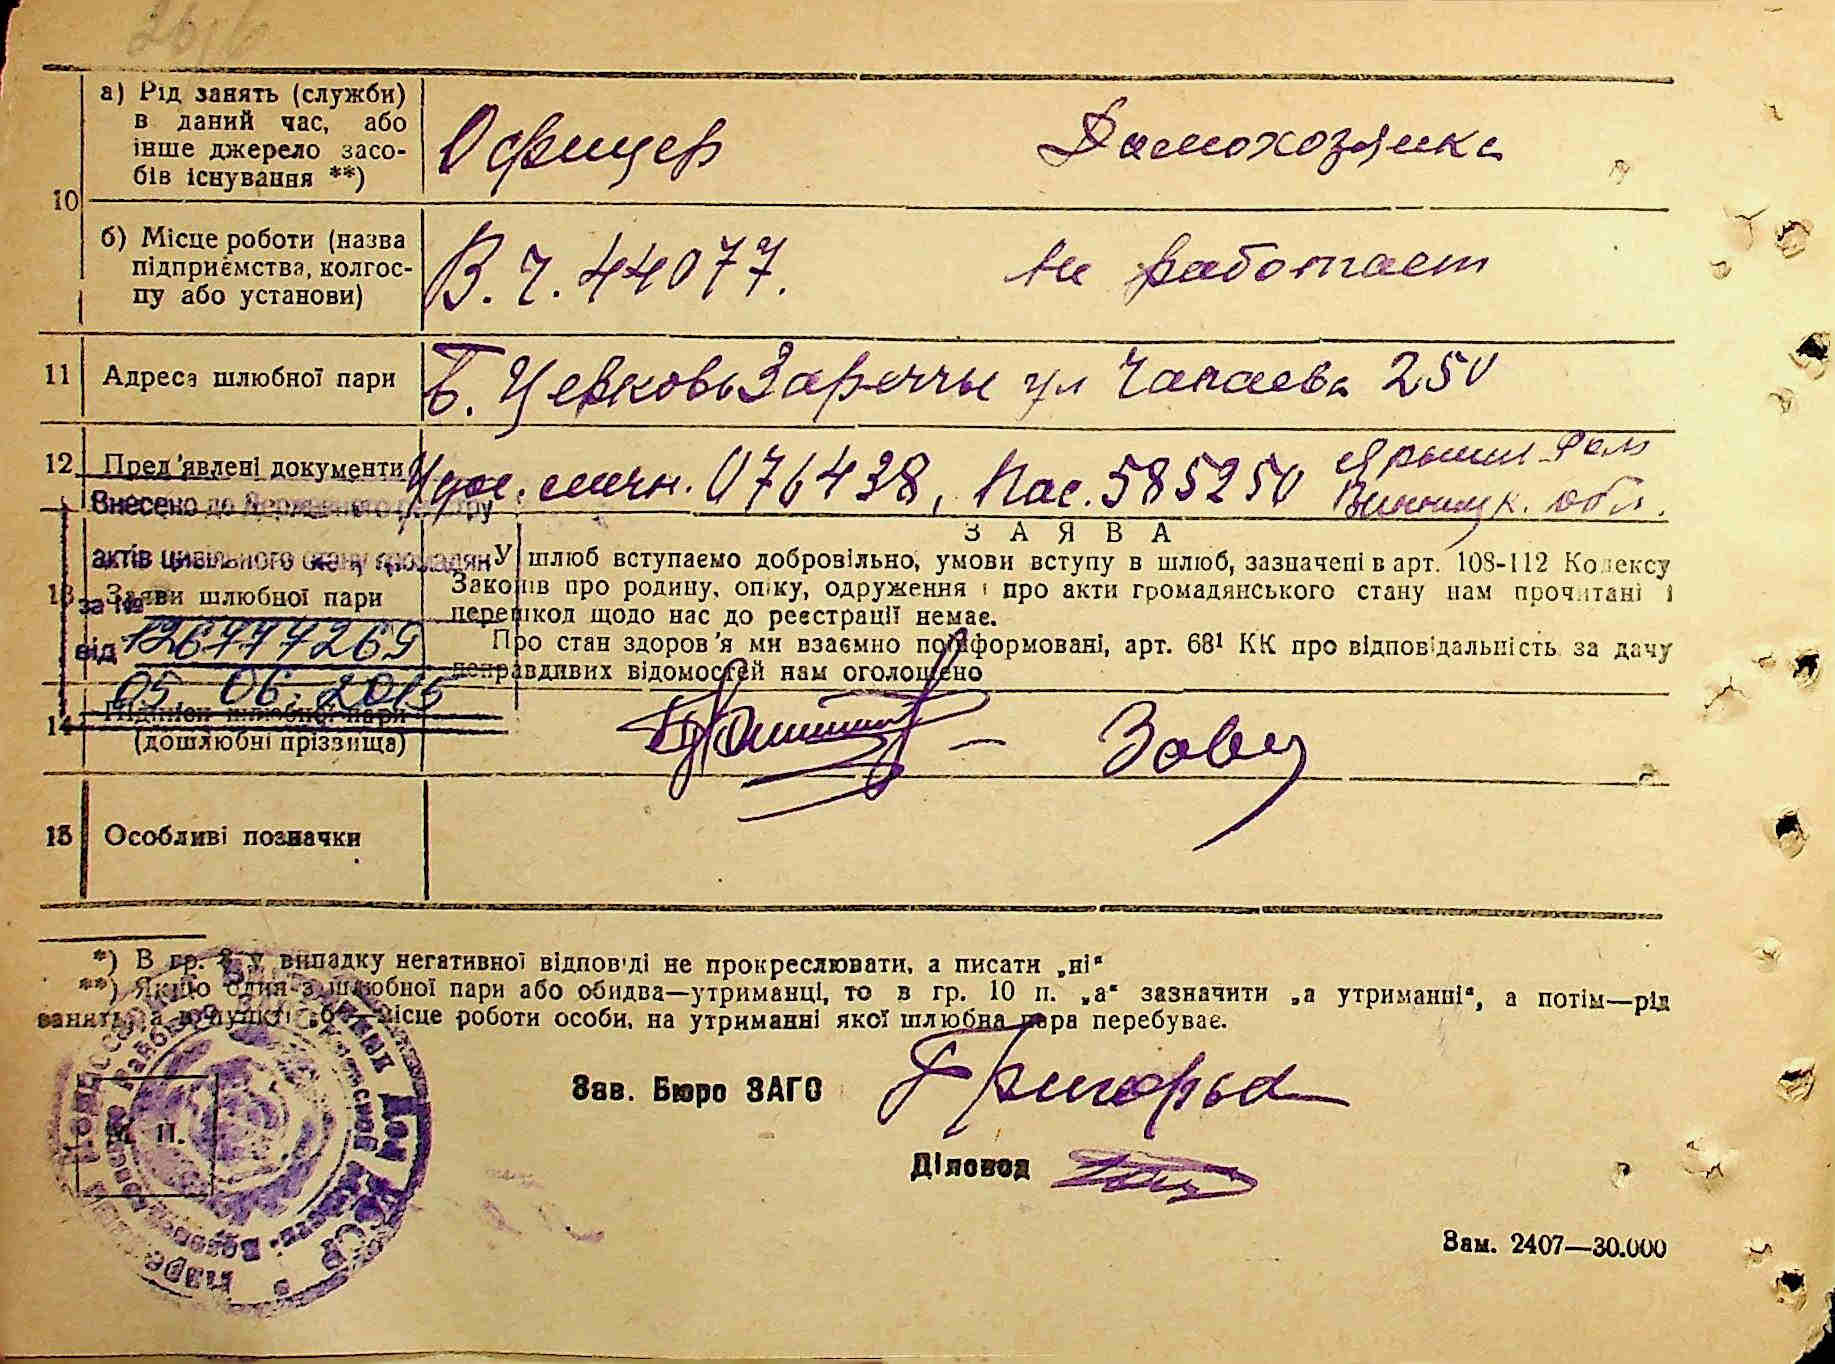 а) Рід занять (служби) в даний час, або інше джерело засобів існування **)
Офицер
Домохозяйка
10
б) Місце роботи (назва підприємства, колгоспу або установи)
В. ч. 44077.
не работает
11 Адреса шлюбної пари
Б. Церковь Заречье ул Чапаева 250
12 Пред'явлені документи
Удос. личн. 076438, Пас. 585250
Винницк. обл.
Внесено до Державного реєстру
актів цивільного стану громадян
за №
126777269
від
05 06. 2015
13 Заяви шлюбної пари
ЗАЯВА
У шлюб вступаємо добровільно, умови вступу в шлюб, зазначені в арт. 108-112 Кодексу
Законів про родину, опіку, одруження і про акти громадянського стану нам прочитані і
перешкод щодо нас до реєстрації немає.
Про стан здоров'я ми взаємно поінформовані, арт. 68¹ КК про відповідальність за дачу
неправдивих відомостей нам оголошено
14 Підписи шлюбної пари
(дошлюбні прізвища)
15 Особливі позначки
*) В гр. 8 у випадку негативної відповіді не прокреслювати, а писати „ні"
**) Якщо один з шлюбної пари або обидва—утриманці, то в гр. 10 п. „а" зазначити „а утриманні", а потім—рід
занять, а в пункті „б"—місце роботи особи, на утриманні якої шлюбна пара перебуває.
Зав. Бюро ЗАГО
М. П.
Діловод
Зам. 2407—30.000